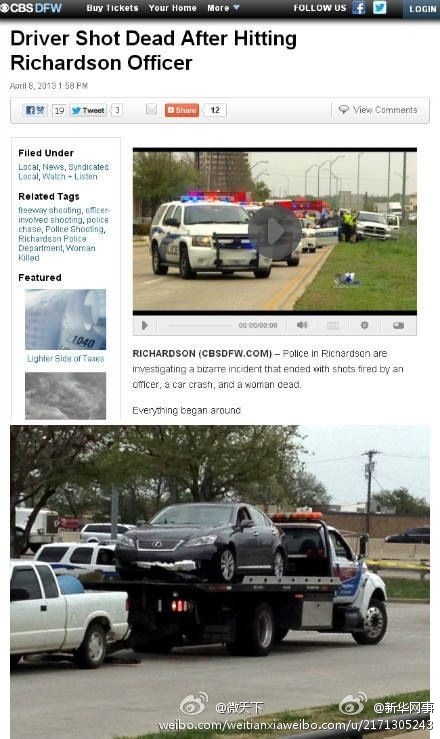 CBS DFW Buy Tickets Your Home More FOLLOW US LOGIN
Driver Shot Dead After Hitting
Richardson Officer
April 8, 2013 1:58 PM
赞 19 Tweet 3 Share 12 View Comments
Filed Under
Local, News, Syndicated
Local, Watch + Listen
Related Tags
freeway shooting, officer-
involved shooting, police
chase, Police Shooting,
Richardson Police
Department, Woman
Killed
Featured
1040
Lighter Side of Taxes
00:00/00:00
RICHARDSON (CBSDFW.COM) – Police in Richardson are
investigating a bizarre incident that ended with shots fired by an
officer, a car crash, and a woman dead.
Everything began around
@微天下 @新华网事
weibo.com/weitianxiaweibo.com/u/2171305243